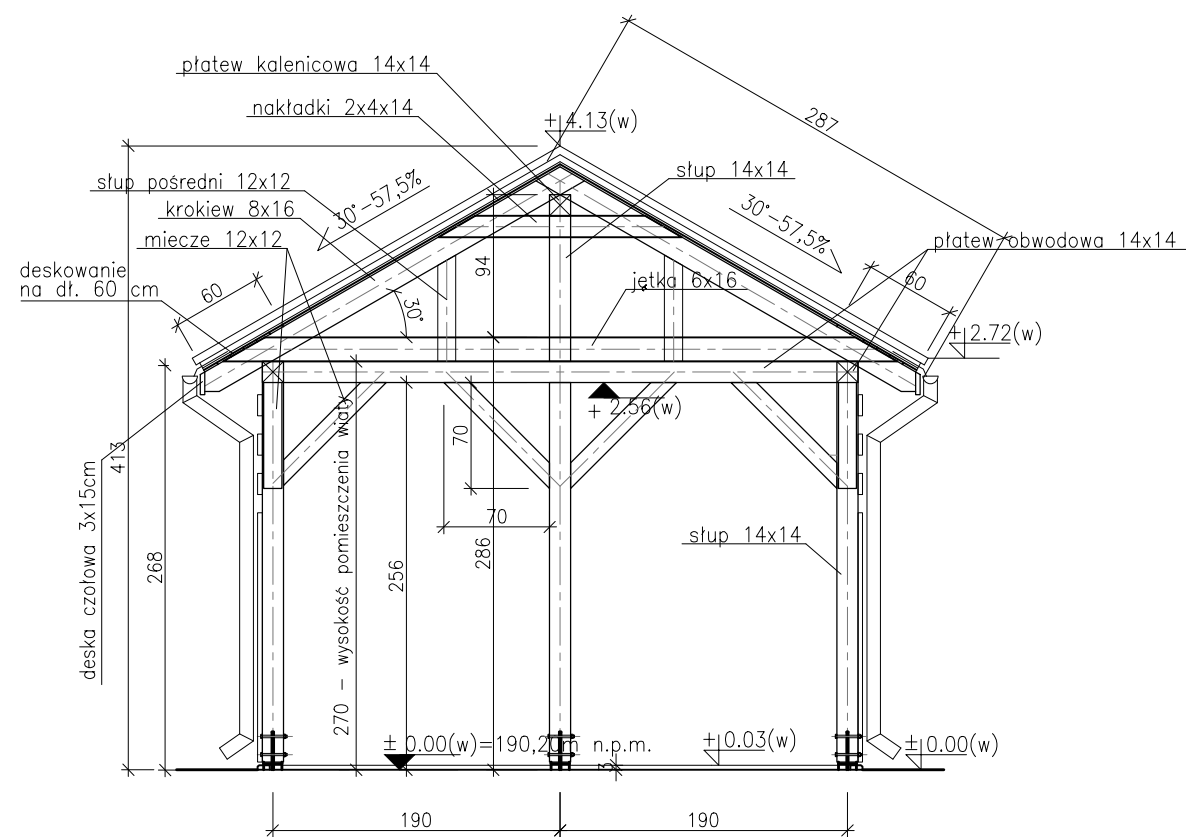 płatew kalenicowa 14x14
nakładki 2x4x14
± 4.13(w)
287
słup pośredni 12x12
słup 14x14
krokiew 8x16
30°-57,5%
30°-57,5%
miecze 12x12
płatew obwodowa 14x14
deskowanie
na dł. 60 cm
60
94
jętka 6x16
60
30°
+ 2.72(w)
+ 2.56(w)
413
70
70
deska czołowa 3x15cm
268
270 – wysokość pomieszczenia wiaty
256
286
słup 14x14
± 0.00(w)=190,20m n.p.m.
3
+0.03(w)
±0.00(w)
190
190